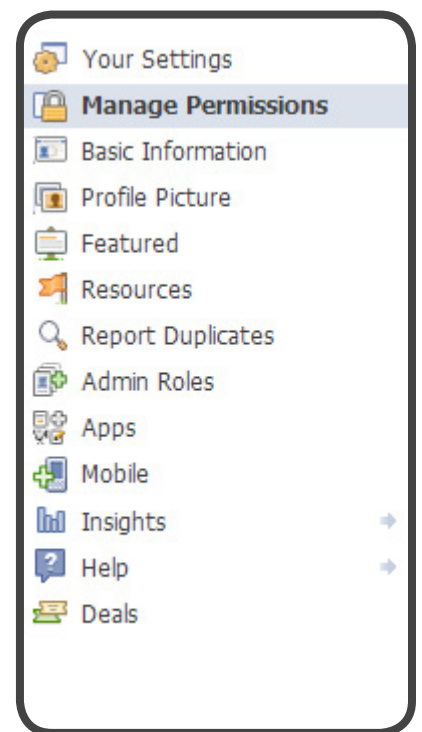 Your Settings
Manage Permissions
Basic Information
Profile Picture
Featured
Resources
Report Duplicates
Admin Roles
Apps
Mobile
Insights
Help
Deals